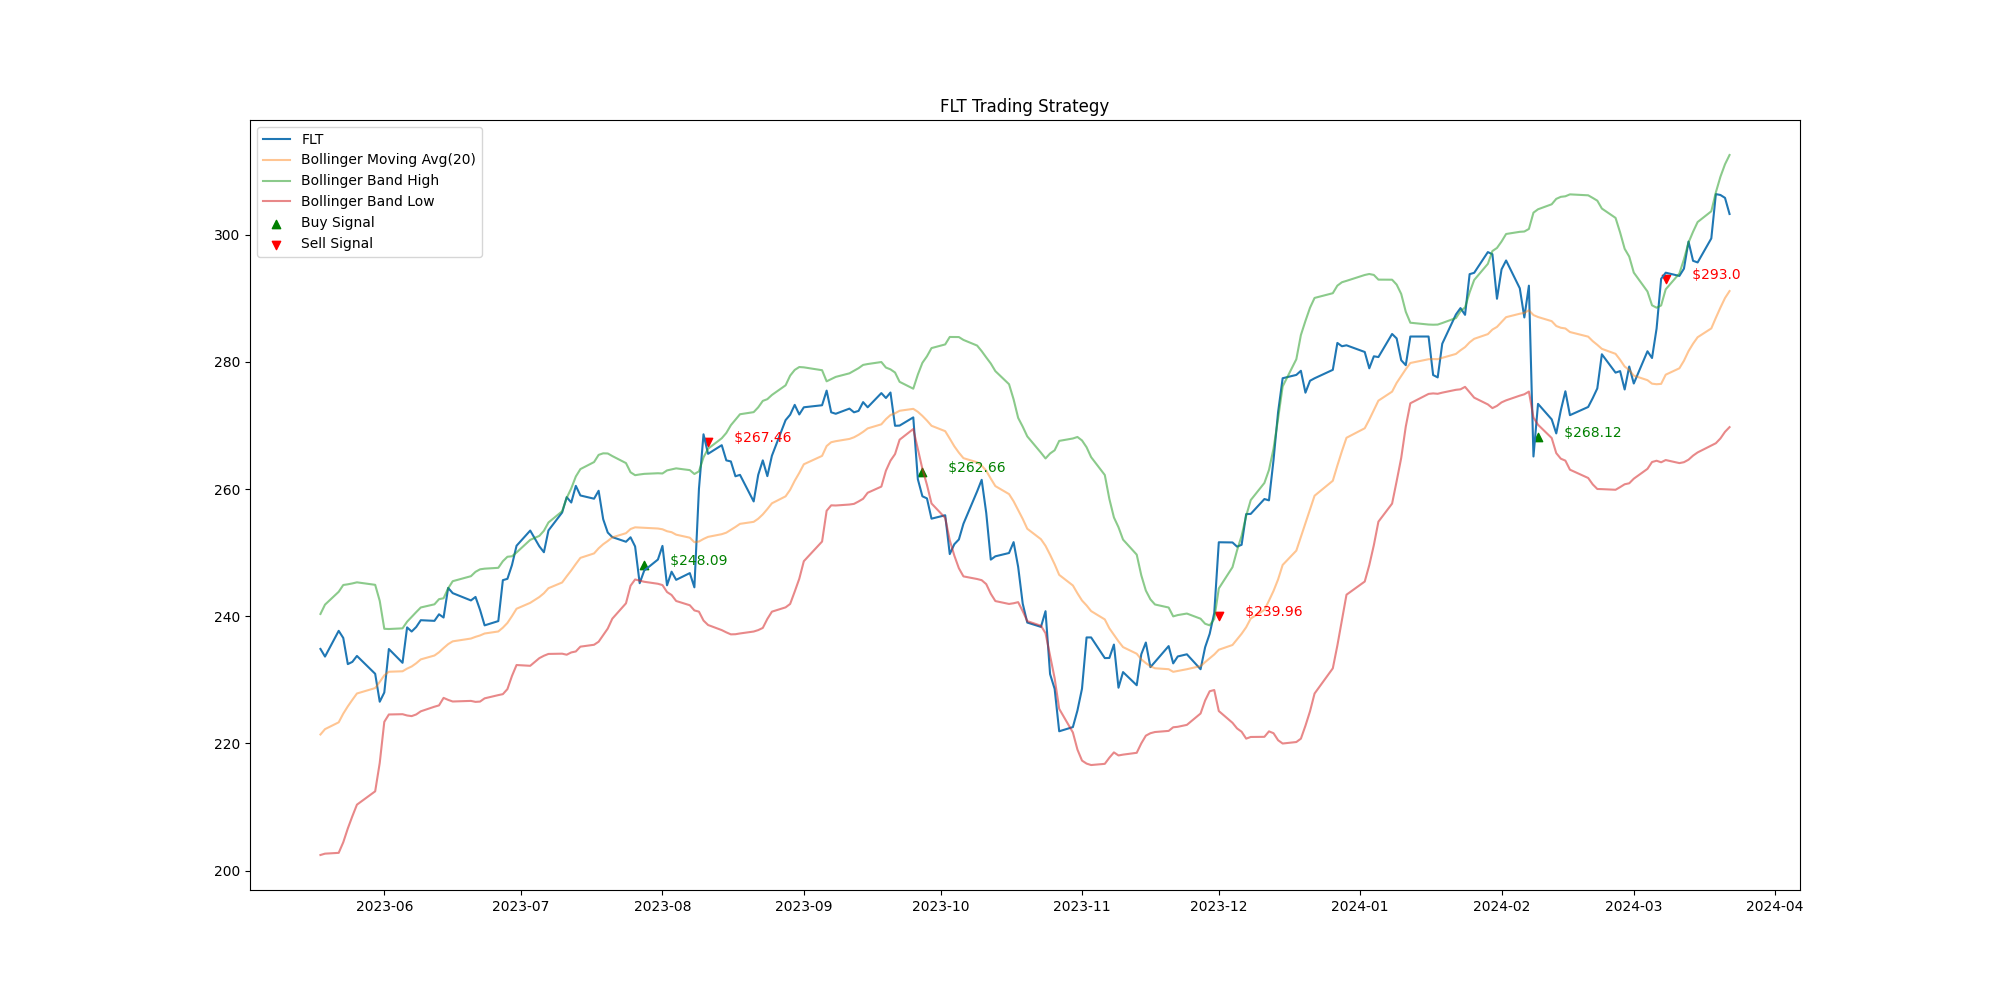 FLT Trading Strategy
FLT
Bollinger Moving Avg(20)
Bollinger Band High
Bollinger Band Low
Buy Signal
Sell Signal
300
280
260
240
220
200
$248.09
$267.46
$262.66
$239.96
$268.12
$293.0
2023-06 2023-07 2023-08 2023-09 2023-10 2023-11 2023-12 2024-01 2024-02 2024-03 2024-04